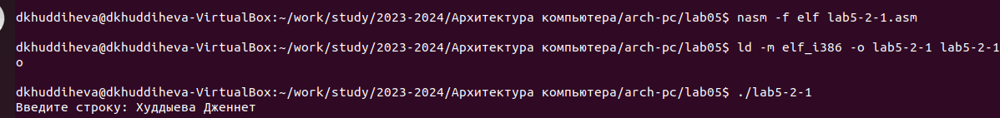 dkhuddiheva@dkhuddiheva-VirtualBox:~/work/study/2023-2024/Архитектура компьютера/arch-pc/lab05$ nasm -f elf lab5-2-1.asm
dkhuddiheva@dkhuddiheva-VirtualBox:~/work/study/2023-2024/Архитектура компьютера/arch-pc/lab05$ ld -m elf_i386 -o lab5-2-1 lab5-2-1
o
dkhuddiheva@dkhuddiheva-VirtualBox:~/work/study/2023-2024/Архитектура компьютера/arch-pc/lab05$ ./lab5-2-1
Введите строку: Худдыева Дженнет